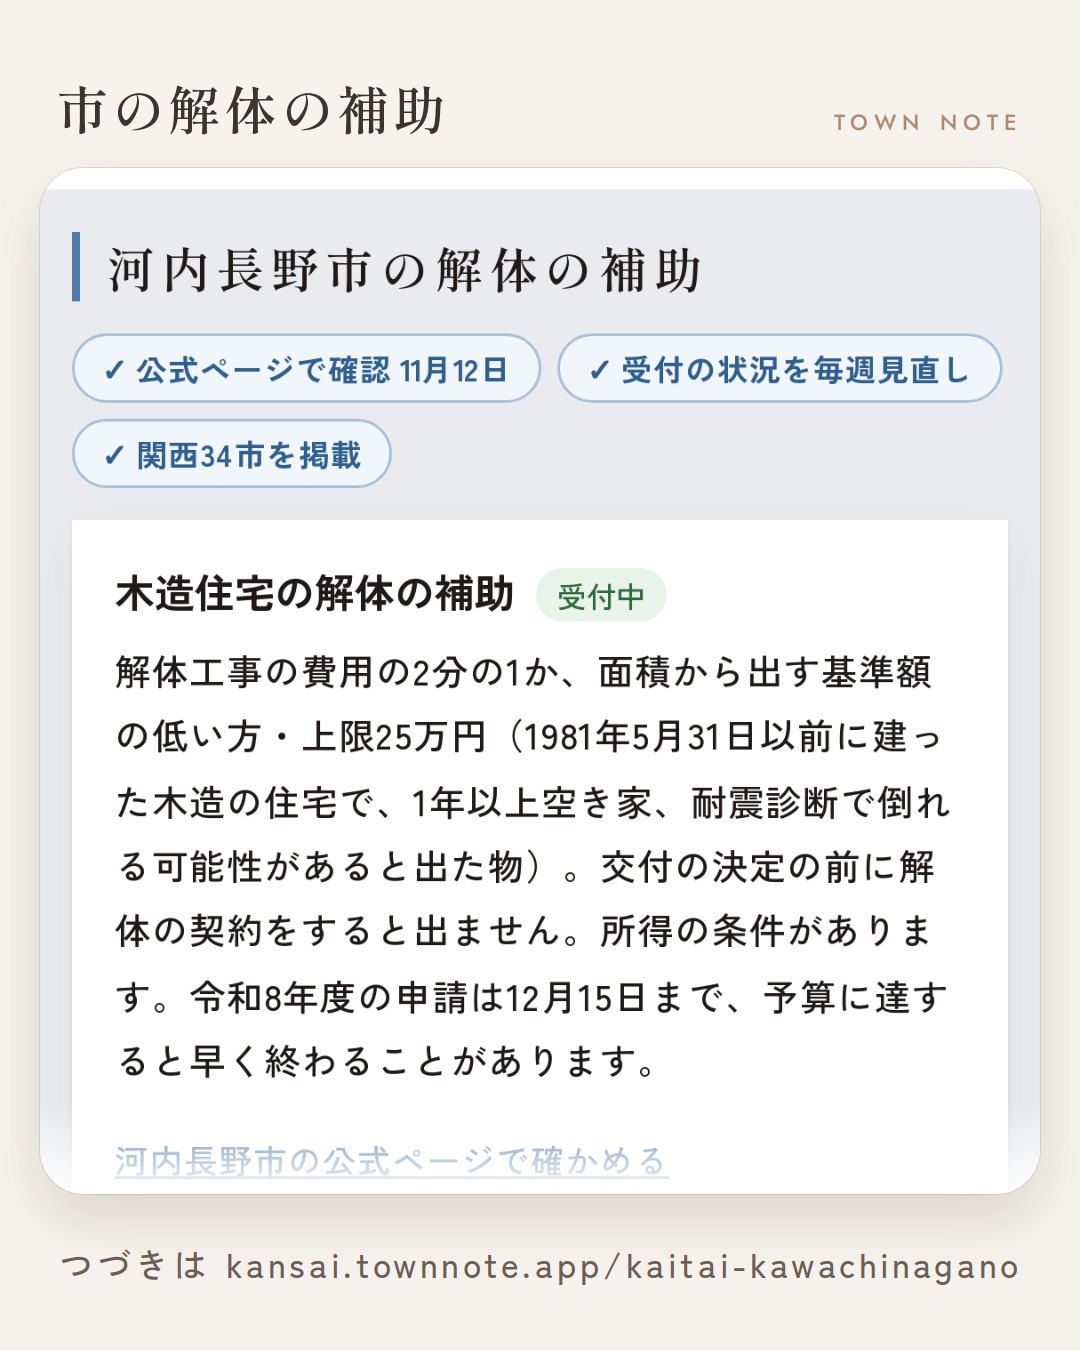 市の解体の補助
TOWN NOTE
河内長野市の解体の補助
✓ 公式ページで確認 11月12日
✓ 受付の状況を毎週見直し
✓ 関西34市を掲載
木造住宅の解体の補助 受付中
解体工事の費用の2分の1か、面積から出す基準額
の低い方・上限25万円（1981年5月31日以前に建っ
た木造の住宅で、1年以上空き家、耐震診断で倒れ
る可能性があると出た物）。交付の決定の前に解
体の契約をすると出ません。所得の条件がありま
す。令和8年度の申請は12月15日まで、予算に達す
ると早く終わることがあります。
河内長野市の公式ページで確かめる
つづきは kansai.townnote.app/kaitai-kawachinagano